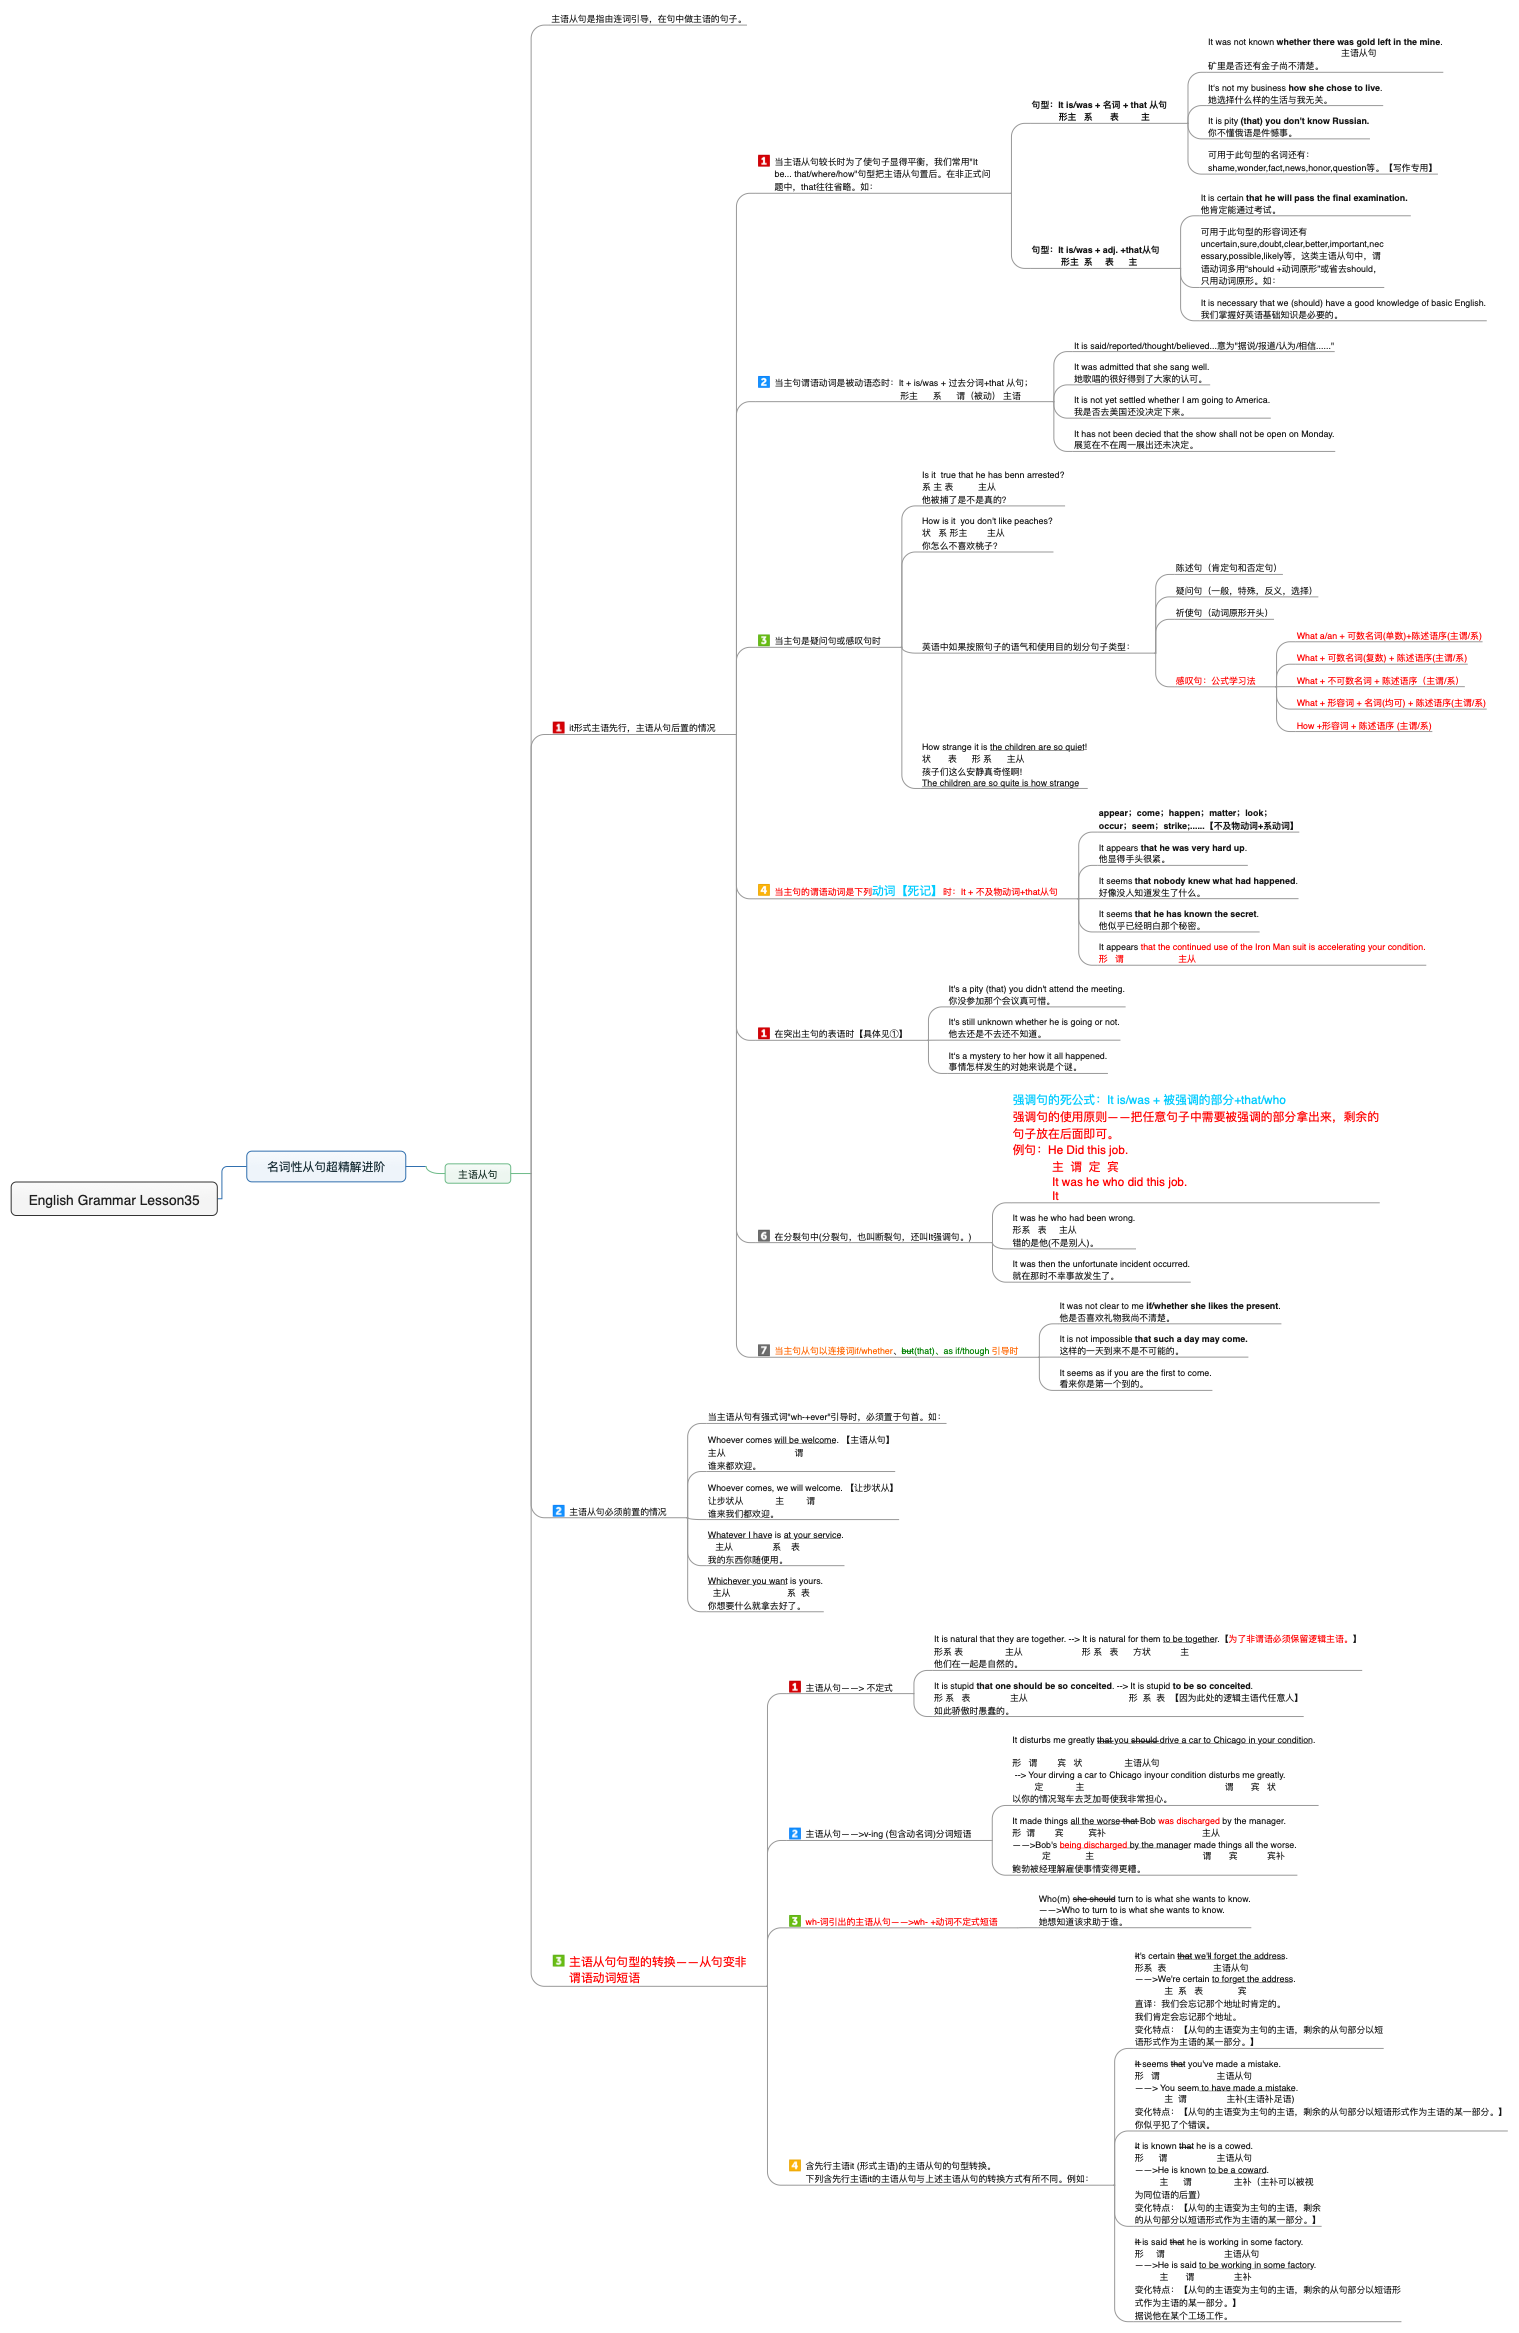 English Grammar Lesson35
名词性从句超精解进阶
主语从句
主语从句是指由连词引导，在句中做主语的句子。
1 it形式主语先行，主语从句后置的情况
1 当主语从句较长时为了使句子显得平衡，我们常用"It
be... that/where/how"句型把主语从句置后。在非正式问
题中，that往往省略。如：
句型：It is/was + 名词 + that 从句
形主 系 表 主
It was not known whether there was gold left in the mine.
主语从句
矿里是否还有金子尚不清楚。
It's not my business how she chose to live.
她选择什么样的生活与我无关。
It is pity (that) you don't know Russian.
你不懂俄语是件憾事。
可用于此句型的名词还有：
shame,wonder,fact,news,honor,question等。【写作专用】
句型：It is/was + adj. +that从句
形主 系 表 主
It is certain that he will pass the final examination.
他肯定能通过考试。
可用于此句型的形容词还有
uncertain,sure,doubt,clear,better,important,nec
essary,possible,likely等，这类主语从句中，谓
语动词多用“should +动词原形”或省去should，
只用动词原形。如：
It is necessary that we (should) have a good knowledge of basic English.
我们掌握好英语基础知识是必要的。
2 当主句谓语动词是被动语态时：It + is/was + 过去分词+that 从句；
形主 系 谓（被动） 主语
It is said/reported/thought/believed...意为"据说/报道/认为/相信......"
It was admitted that she sang well.
她歌唱的很好得到了大家的认可。
It is not yet settled whether I am going to America.
我是否去美国还没决定下来。
It has not been decied that the show shall not be open on Monday.
展览在不在周一展出还未决定。
3 当主句是疑问句或感叹句时
Is it true that he has benn arrested?
系 主 表 主从
他被捕了是不是真的?
How is it you don't like peaches?
状 系 形主 主从
你怎么不喜欢桃子?
英语中如果按照句子的语气和使用目的划分句子类型：
陈述句（肯定句和否定句）
疑问句（一般，特殊，反义，选择）
祈使句（动词原形开头）
感叹句：公式学习法
What a/an + 可数名词(单数)+陈述语序(主谓/系)
What + 可数名词(复数) + 陈述语序(主谓/系)
What + 不可数名词 + 陈述语序（主谓/系）
What + 形容词 + 名词(均可) + 陈述语序(主谓/系)
How +形容词 + 陈述语序 (主谓/系)
How strange it is the children are so quiet!
状 表 形 系 主从
孩子们这么安静真奇怪啊!
The children are so quite is how strange
4 当主句的谓语动词是下列动词【死记】时：It + 不及物动词+that从句
appear；come；happen；matter；look；
occur；seem；strike;......【不及物动词+系动词】
It appears that he was very hard up.
他显得手头很紧。
It seems that nobody knew what had happened.
好像没人知道发生了什么。
It seems that he has known the secret.
他似乎已经明白那个秘密。
It appears that the continued use of the Iron Man suit is accelerating your condition.
形 谓 主从
1 在突出主句的表语时【具体见①】
It's a pity (that) you didn't attend the meeting.
你没参加那个会议真可惜。
It's still unknown whether he is going or not.
他去还是不去还不知道。
It's a mystery to her how it all happened.
事情怎样发生的对她来说是个谜。
6 在分裂句中(分裂句，也叫断裂句，还叫It强调句。)
强调句的死公式：It is/was + 被强调的部分+that/who
强调句的使用原则——把任意句子中需要被强调的部分拿出来，剩余的
句子放在后面即可。
例句：He Did this job.
主 谓 定 宾
It was he who did this job.
It
It was he who had been wrong.
形系 表 主从
错的是他(不是别人)。
It was then the unfortunate incident occurred.
就在那时不幸事故发生了。
7 当主句从句以连接词if/whether、but(that)、as if/though 引导时
It was not clear to me if/whether she likes the present.
他是否喜欢礼物我尚不清楚。
It is not impossible that such a day may come.
这样的一天到来不是不可能的。
It seems as if you are the first to come.
看来你是第一个到的。
2 主语从句必须前置的情况
当主语从句有强式词"wh-+ever"引导时，必须置于句首。如：
Whoever comes will be welcome. 【主语从句】
主从 谓
谁来都欢迎。
Whoever comes, we will welcome. 【让步状从】
让步状从 主 谓
谁来我们都欢迎。
Whatever I have is at your service.
主从 系 表
我的东西你随便用。
Whichever you want is yours.
主从 系 表
你想要什么就拿去好了。
3 主语从句句型的转换——从句变非
谓语动词短语
1 主语从句——> 不定式
It is natural that they are together. --> It is natural for them to be together.【为了非谓语必须保留逻辑主语。】
形系 表 主从 形 系 表 方状 主
他们在一起是自然的。
It is stupid that one should be so conceited. --> It is stupid to be so conceited.
形 系 表 主从 形 系 表 【因为此处的逻辑主语代任意人】
如此骄傲时愚蠢的。
2 主语从句——>v-ing (包含动名词)分词短语
It disturbs me greatly that you should drive a car to Chicago in your condition.
形 谓 宾 状 主语从句
--> Your dirving a car to Chicago inyour condition disturbs me greatly.
定 主 谓 宾 状
以你的情况驾车去芝加哥使我非常担心。
It made things all the worse that Bob was discharged by the manager.
形 谓 宾 宾补 主从
——>Bob's being discharged by the manager made things all the worse.
定 主 谓 宾 宾补
鲍勃被经理解雇使事情变得更糟。
3 wh-词引出的主语从句——>wh- +动词不定式短语
Who(m) she should turn to is what she wants to know.
——>Who to turn to is what she wants to know.
她想知道该求助于谁。
4 含先行主语it (形式主语)的主语从句的句型转换。
下列含先行主语it的主语从句与上述主语从句的转换方式有所不同。例如：
It's certain that we'll forget the address.
形系 表 主语从句
——>We're certain to forget the address.
主 系 表 宾
直译：我们会忘记那个地址时肯定的。
我们肯定会忘记那个地址。
变化特点：【从句的主语变为主句的主语，剩余的从句部分以短
语形式作为主语的某一部分。】
It seems that you've made a mistake.
形 谓 主语从句
——> You seem to have made a mistake.
主 谓 主补(主语补足语)
变化特点：【从句的主语变为主句的主语，剩余的从句部分以短语形式作为主语的某一部分。】
你似乎犯了个错误。
It is known that he is a cowed.
形 谓 主语从句
——>He is known to be a coward.
主 谓 主补（主补可以被视
为同位语的后置）
变化特点：【从句的主语变为主句的主语，剩余
的从句部分以短语形式作为主语的某一部分。】
It is said that he is working in some factory.
形 谓 主语从句
——>He is said to be working in some factory.
主 谓 主补
变化特点：【从句的主语变为主句的主语，剩余的从句部分以短语形
式作为主语的某一部分。】
据说他在某个工场工作。